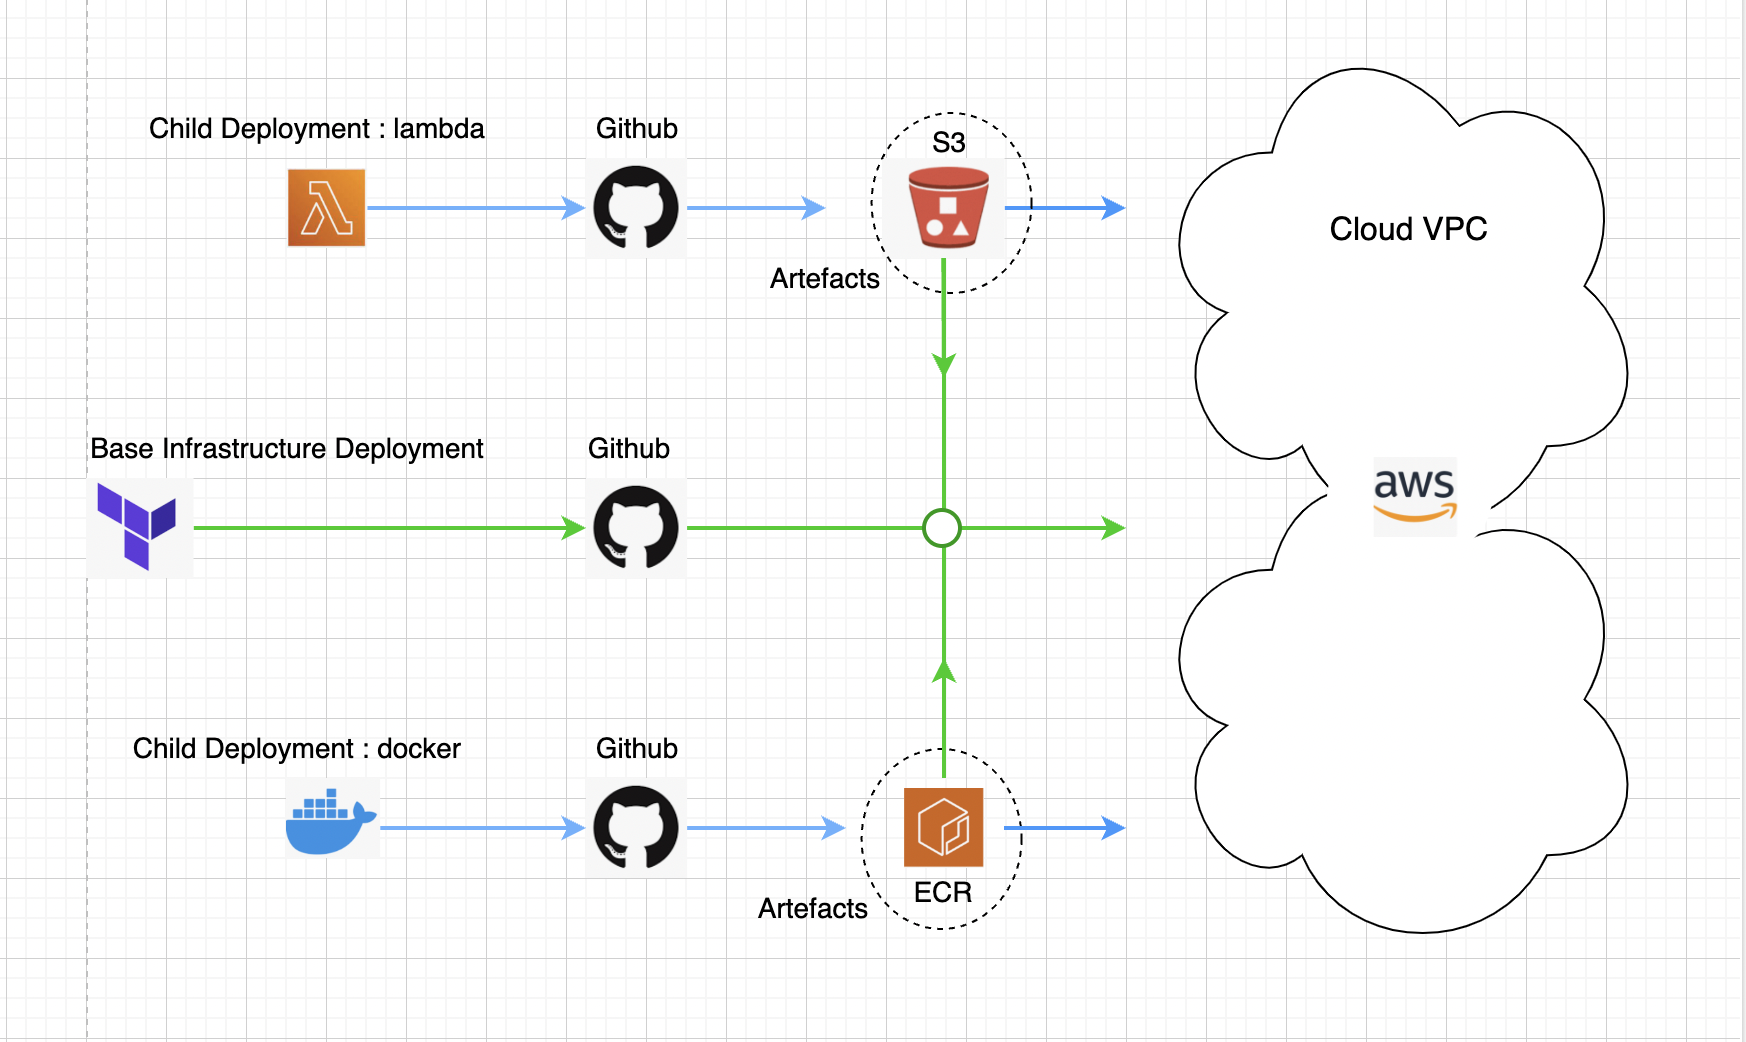 Child Deployment : lambda
Github
S3
Artefacts
Cloud VPC
Base Infrastructure Deployment
Github
aws
Child Deployment : docker
Github
ECR
Artefacts